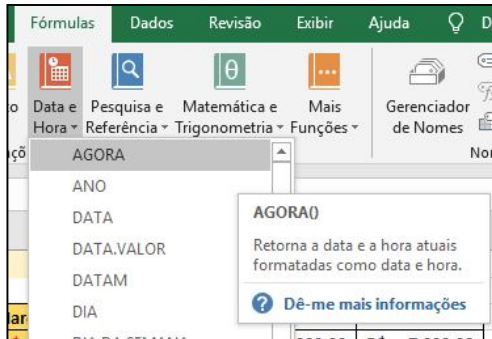 Fórmulas Dados Revisão Exibir Ajuda
Data e Hora
Pesquisa e Referência
Matemática e Trigonometria
Mais Funções
Gerenciador de Nomes
AGORA
ANO
DATA
DATA.VALOR
DATAM
DIA
AGORA()
Retorna a data e a hora atuais
formatadas como data e hora.
Dê-me mais informações